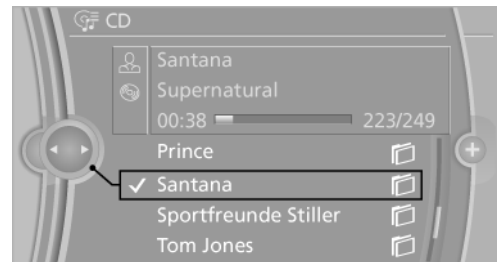 CD
Santana
Supernatural
00:38 223/249
Prince
Santana
Sportfreunde Stiller
Tom Jones